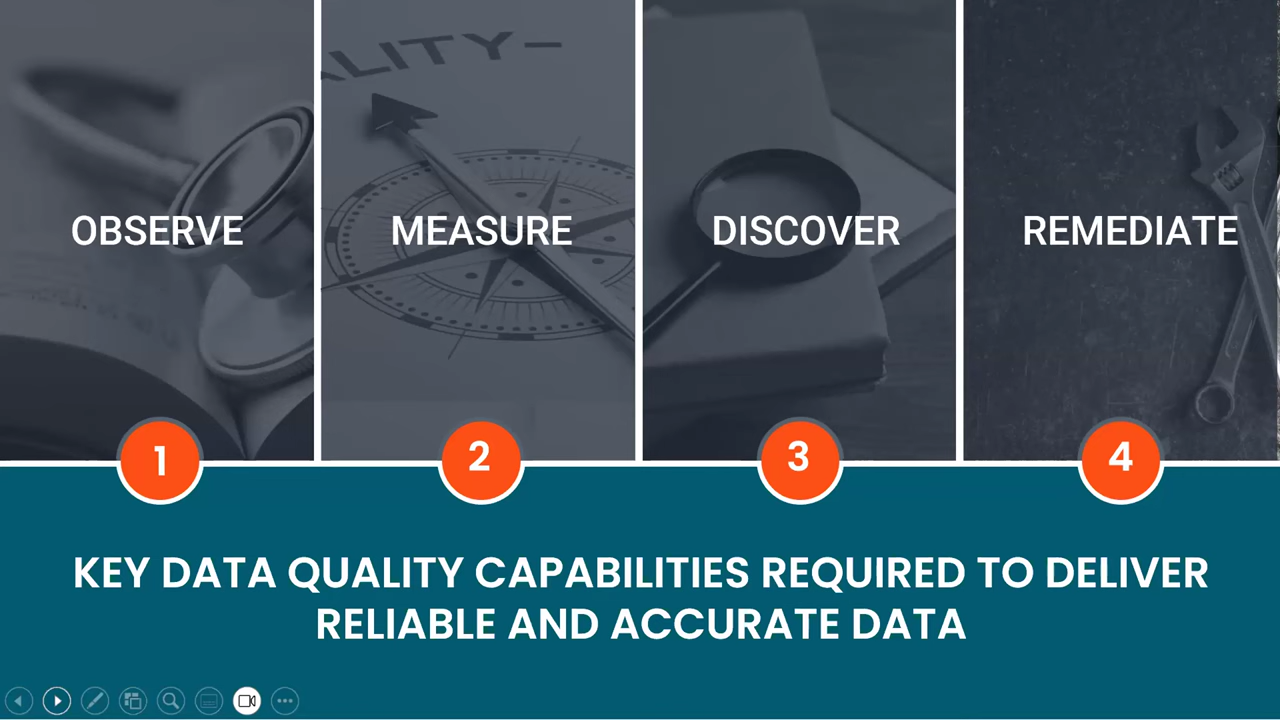 ALITY
OBSERVE
MEASURE
DISCOVER
REMEDIATE
1
2
3
4
KEY DATA QUALITY CAPABILITIES REQUIRED TO DELIVER
RELIABLE AND ACCURATE DATA